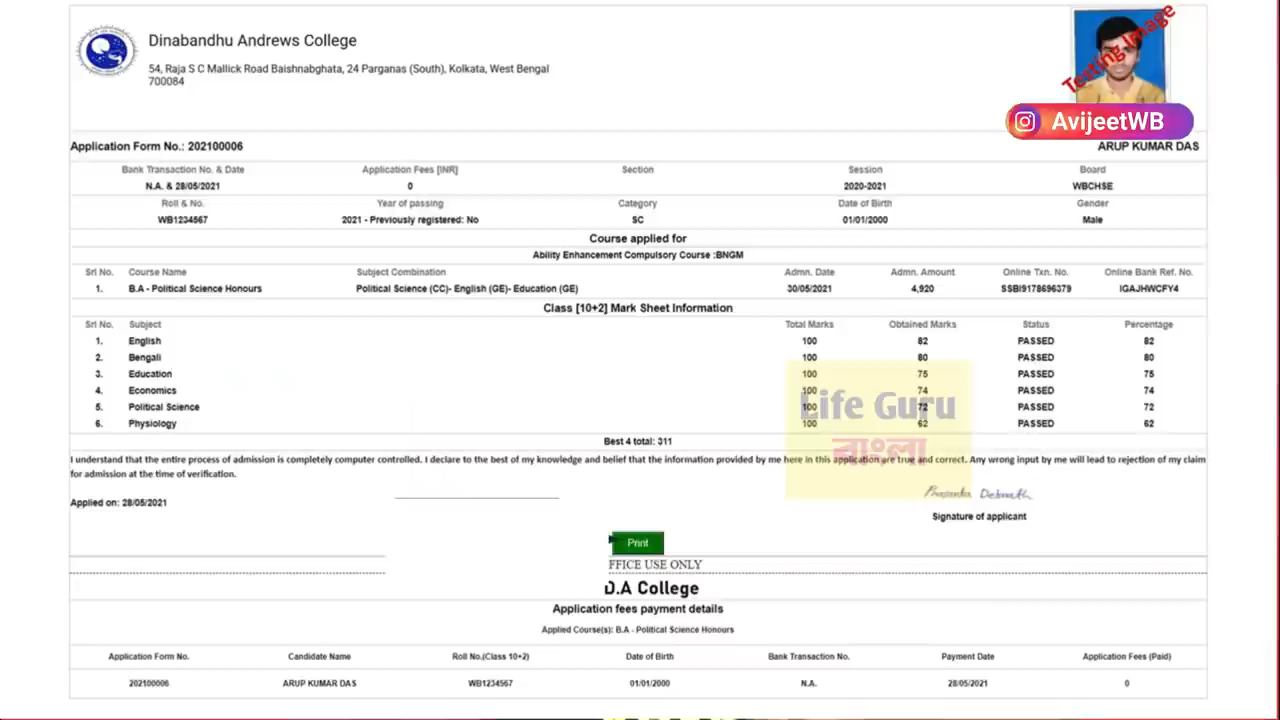 Dinabandhu Andrews College
54, Raja S C Mallick Road Baishnabghata, 24 Parganas (South), Kolkata, West Bengal
700084
Testing Image
AvijeetWB
Application Form No.: 202100006 ARUP KUMAR DAS
Bank Transaction No. & Date Application Fees [INR] Section Session Board
N.A. & 28/05/2021 0 2020-2021 WBCHSE
Roll & No. Year of passing Category Date of Birth Gender
WB1234567 2021 - Previously registered: No SC 01/01/2000 Male
Course applied for
Ability Enhancement Compulsory Course :BNGM
Srl No. Course Name Subject Combination Admn. Date Admn. Amount Online Txn. No. Online Bank Ref. No.
1. B.A - Political Science Honours Political Science (CC)- English (GE)- Education (GE) 30/05/2021 4,920 SSBI9178696379 IGAJHWCFY4
Class [10+2] Mark Sheet Information
Srl No. Subject Total Marks Obtained Marks Status Percentage
1. English 100 82 PASSED 82
2. Bengali 100 80 PASSED 80
3. Education 100 75 PASSED 75
4. Economics 100 74 PASSED 74
5. Political Science 100 72 PASSED 72
6. Physiology 100 62 PASSED 62
Life Guru
বাংলা
Best 4 total: 311
I understand that the entire process of admission is completely computer controlled. I declare to the best of my knowledge and belief that the information provided by me here in this application are true and correct. Any wrong input by me will lead to rejection of my claim
for admission at the time of verification.
Applied on: 28/05/2021
Signature of applicant
Print
FFICE USE ONLY
D.A College
Application fees payment details
Applied Course(s): B.A - Political Science Honours
Application Form No. Candidate Name Roll No.(Class 10+2) Date of Birth Bank Transaction No. Payment Date Application Fees (Paid)
202100006 ARUP KUMAR DAS WB1234567 01/01/2000 N.A. 28/05/2021 0